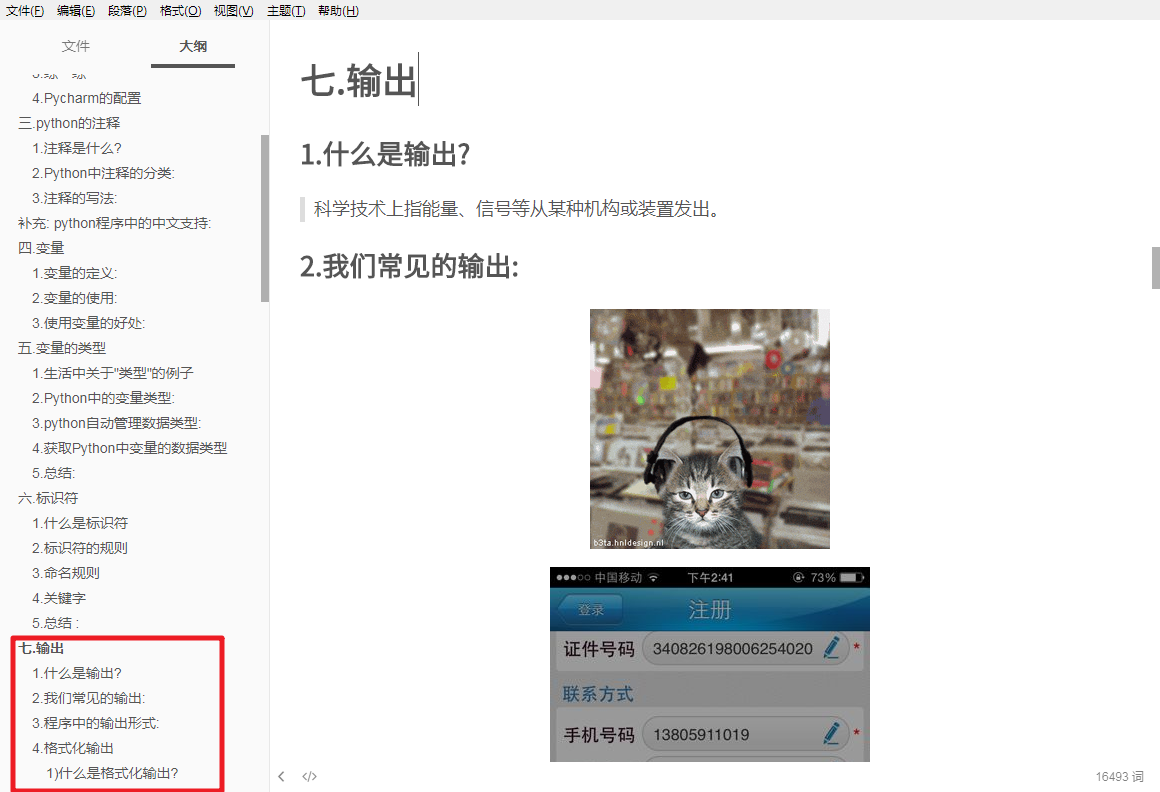 文件(F) 编辑(E) 段落(P) 格式(O) 视图(V) 主题(T) 帮助(H)
文件 大纲
4.Pycharm的配置
三.python的注释
1.注释是什么?
2.Python中注释的分类:
3.注释的写法:
补充: python程序中的中文支持:
四.变量
1.变量的定义:
2.变量的使用:
3.使用变量的好处:
五.变量的类型
1.生活中关于"类型"的例子
2.Python中的变量类型:
3.python自动管理数据类型:
4.获取Python中变量的数据类型
5.总结:
六.标识符
1.什么是标识符
2.标识符的规则
3.命名规则
4.关键字
5.总结 :
七.输出
1.什么是输出?
2.我们常见的输出:
3.程序中的输出形式:
4.格式化输出
1)什么是格式化输出?
七.输出
1.什么是输出?
科学技术上指能量、信号等从某种机构或装置发出。
2.我们常见的输出:
b3ta.hnldesign.nl
中国移动 下午2:41 73%
登录 注册
证件号码 340826198006254020 *
联系方式
手机号码 13805911019 *
</> 16493 词